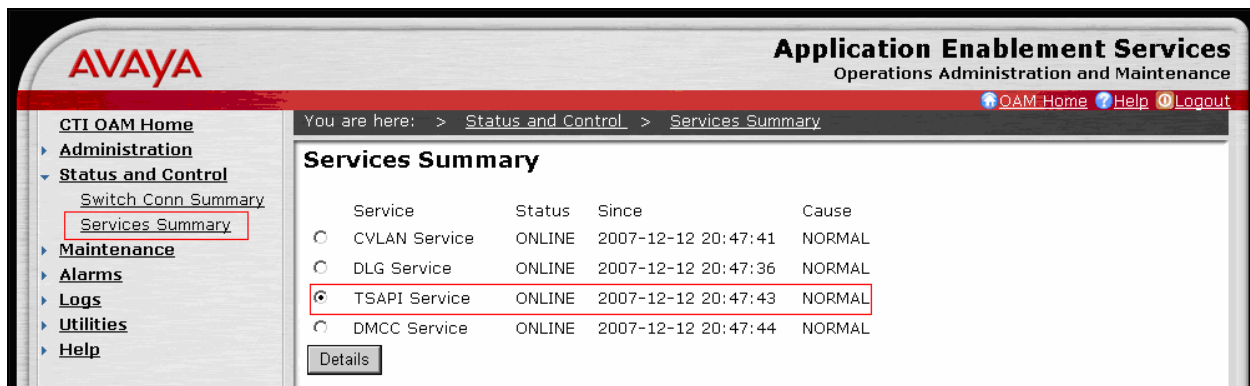 AVAYA
Application Enablement Services
Operations Administration and Maintenance
OAM Home Help Logout
You are here: > Status and Control > Services Summary
CTI OAM Home
Administration
Status and Control
Switch Conn Summary
Services Summary
Maintenance
Alarms
Logs
Utilities
Help
Services Summary
Service Status Since Cause
CVLAN Service ONLINE 2007-12-12 20:47:41 NORMAL
DLG Service ONLINE 2007-12-12 20:47:36 NORMAL
TSAPI Service ONLINE 2007-12-12 20:47:43 NORMAL
DMCC Service ONLINE 2007-12-12 20:47:44 NORMAL
Details